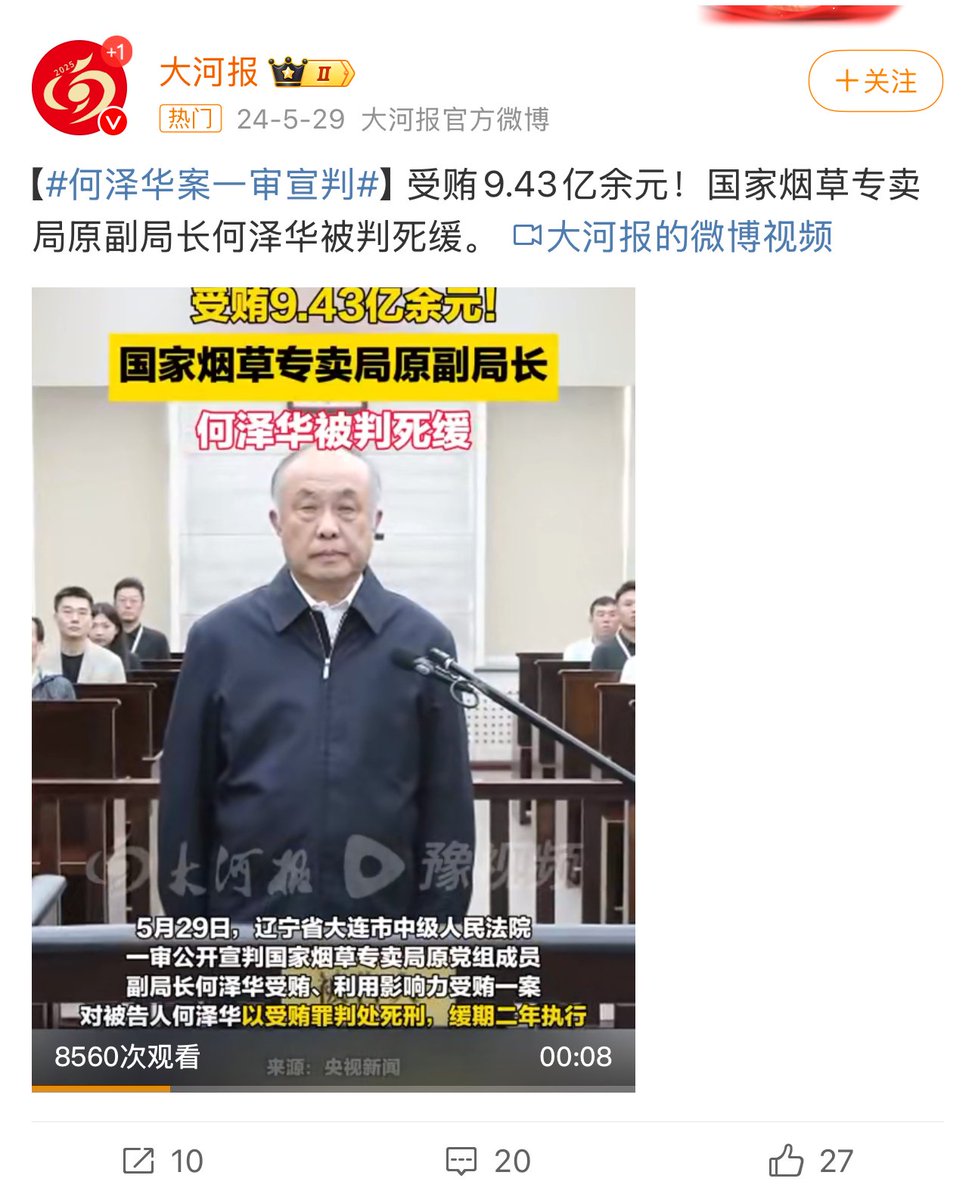 2025
+1
大河报 II
+关注
热门 24-5-29 大河报官方微博
【#何泽华案一审宣判#】受贿9.43亿余元！国家烟草专卖
局原副局长何泽华被判死缓。 大河报的微博视频
受贿9.43亿余元!
国家烟草专卖局原副局长
何泽华被判死缓
大河报 豫视频
5月29日，辽宁省大连市中级人民法院
一审公开宣判国家烟草专卖局原党组成员
副局长何泽华受贿、利用影响力受贿一案
对被告人何泽华以受贿罪判处死刑，缓期二年执行
8560次观看 来源：央视新闻 00:08
10 20 27